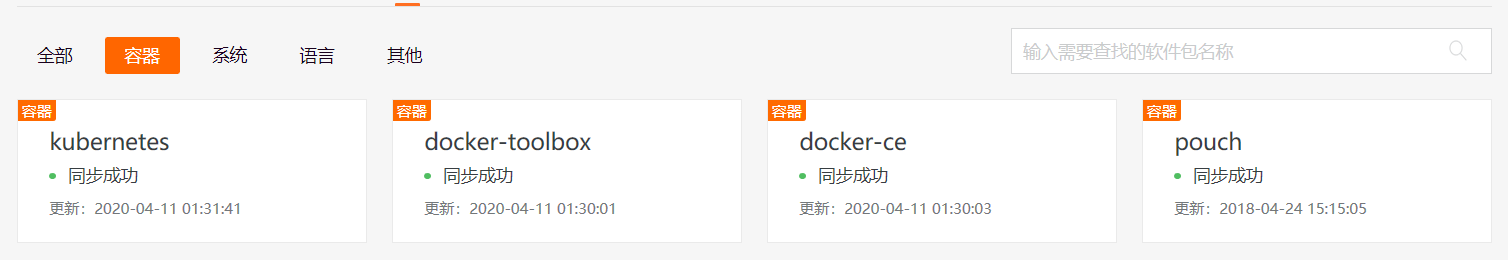 全部 容器 系统 语言 其他
输入需要查找的软件包名称
容器
kubernetes
同步成功
更新：2020-04-11 01:31:41
容器
docker-toolbox
同步成功
更新：2020-04-11 01:30:01
容器
docker-ce
同步成功
更新：2020-04-11 01:30:03
容器
pouch
同步成功
更新：2018-04-24 15:15:05